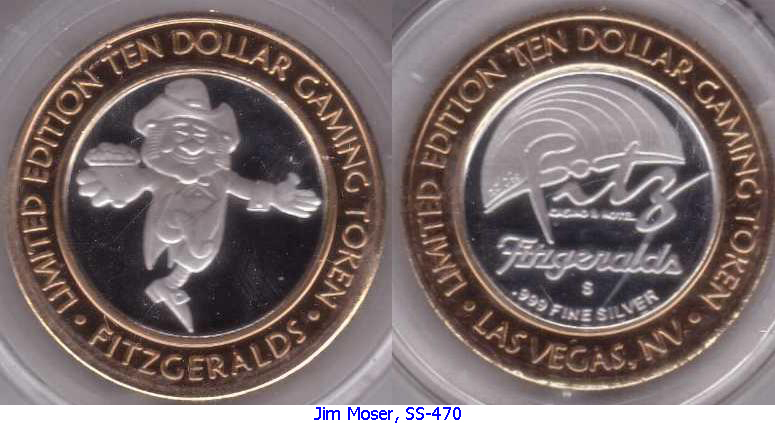 LIMITED EDITION TEN DOLLAR GAMING TOKEN
• FITZGERALDS •
LIMITED EDITION TEN DOLLAR GAMING TOKEN
Fitz
CASINO & HOTEL
Fitzgeralds
S
.999 FINE SILVER
• LAS VEGAS, NV •
Jim Moser, SS-470